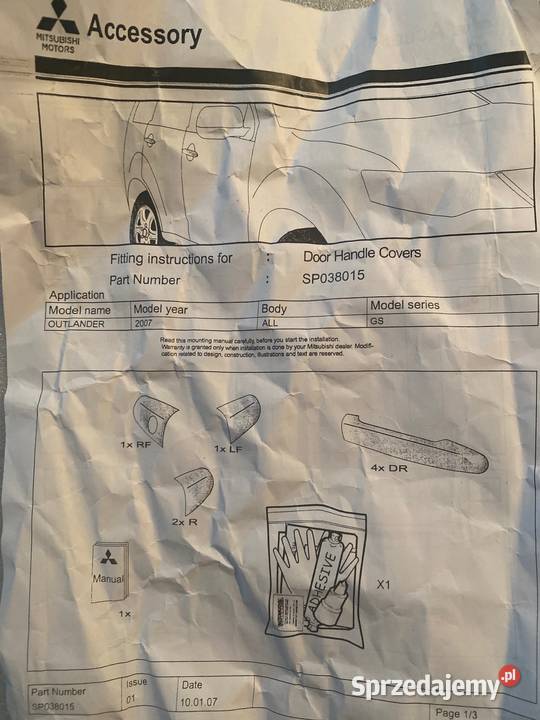 MITSUBISHI
MOTORS
Accessory
Fitting instructions for : Door Handle Covers
Part Number : SP038015
Application
Model name Model year Body Model series
OUTLANDER 2007 ALL GS
Read this mounting manual carefully, before you start the installation.
Warranty is granted only when installation is done by your Mitsubishi dealer. Modifi-
cation related to design, construction, illustrations and text are reserved.
1x RF
1x LF
4x DR
2x R
Manual
1x
ADHESIVE
X1
Part Number Issue Date
SP038015 01 10.01.07
Page 1/3
Sprzedajemy.pl